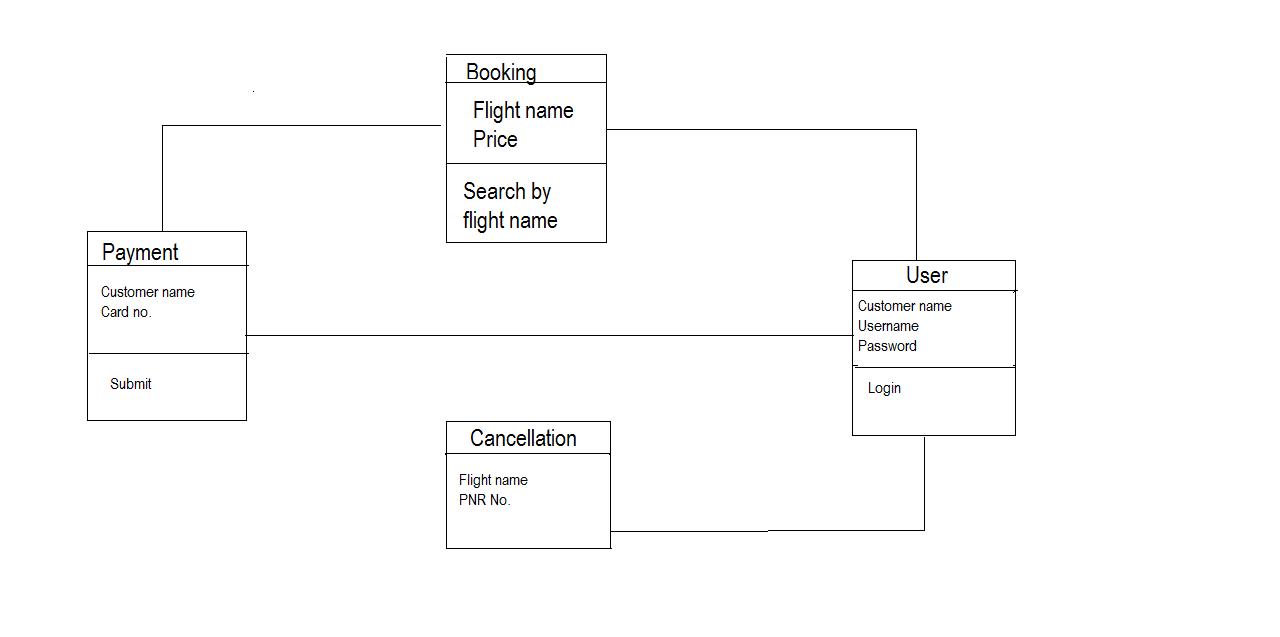 Booking
Flight name
Price
Search by
flight name
Payment
Customer name
Card no.
Submit
User
Customer name
Username
Password
Login
Cancellation
Flight name
PNR No.